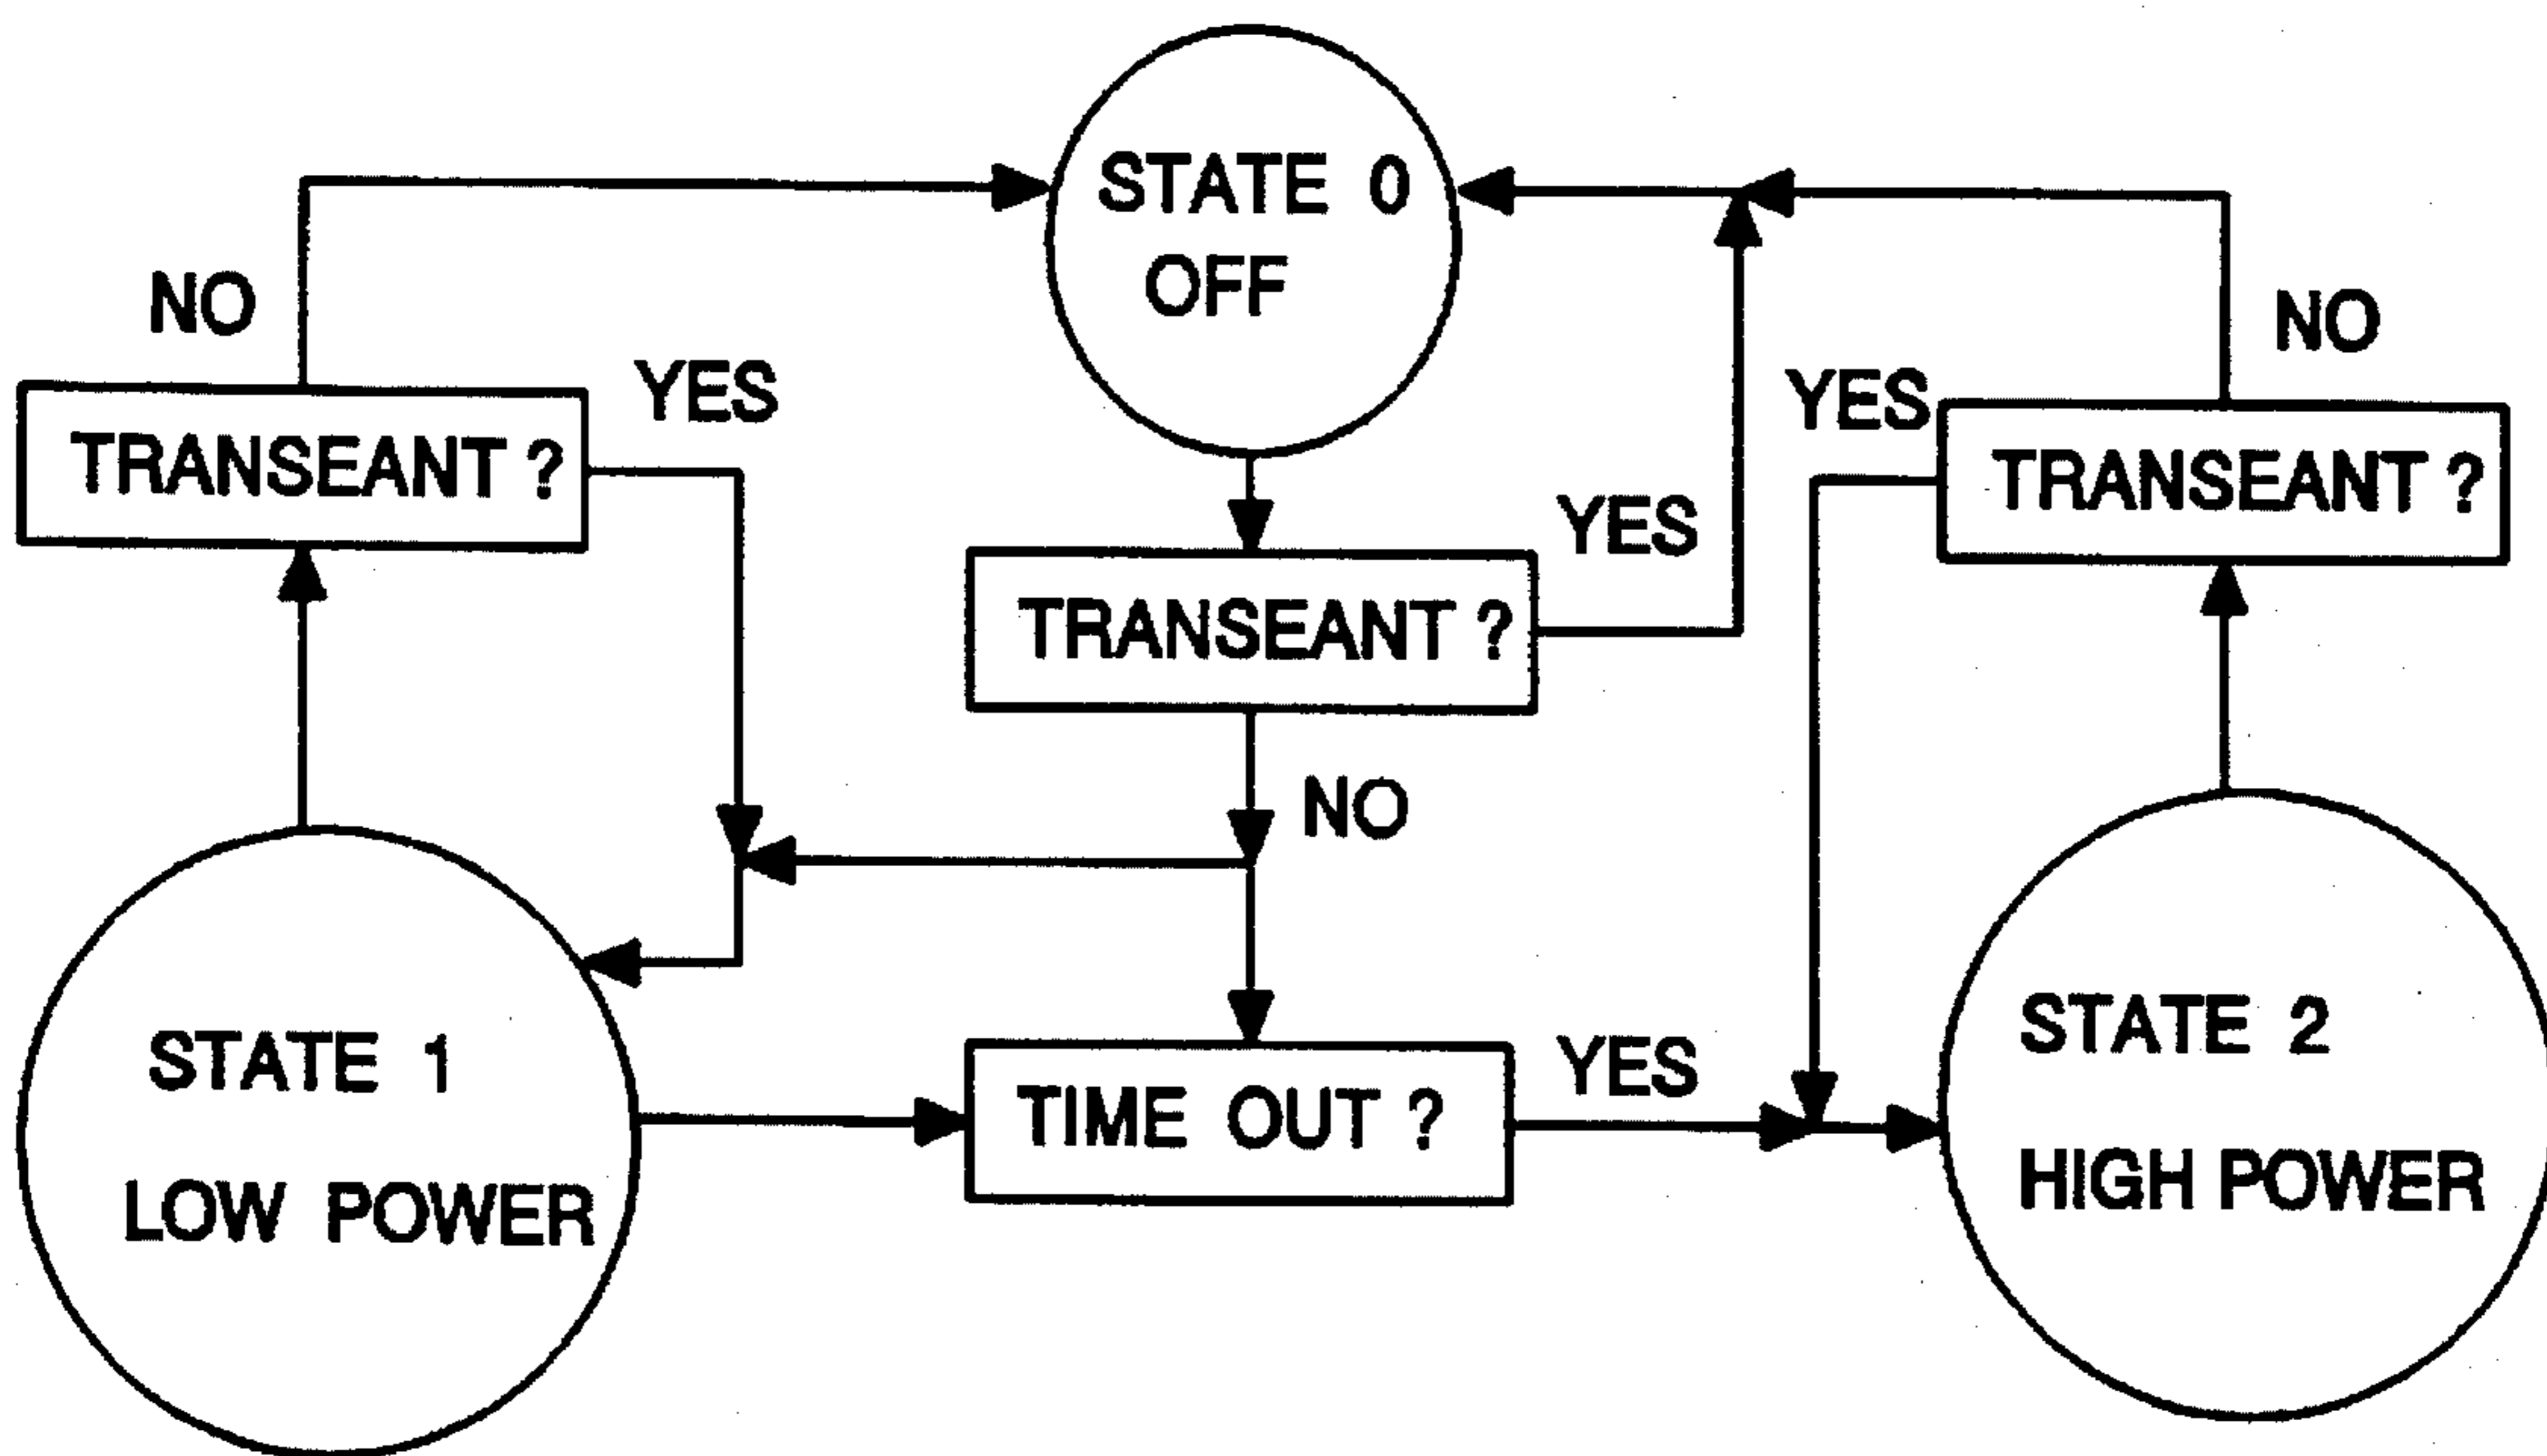 STATE 0
OFF
NO
YES
TRANSEANT ?
YES
TRANSEANT ?
YES
NO
TRANSEANT ?
NO
STATE 1
LOW POWER
TIME OUT ?
YES
STATE 2
HIGH POWER